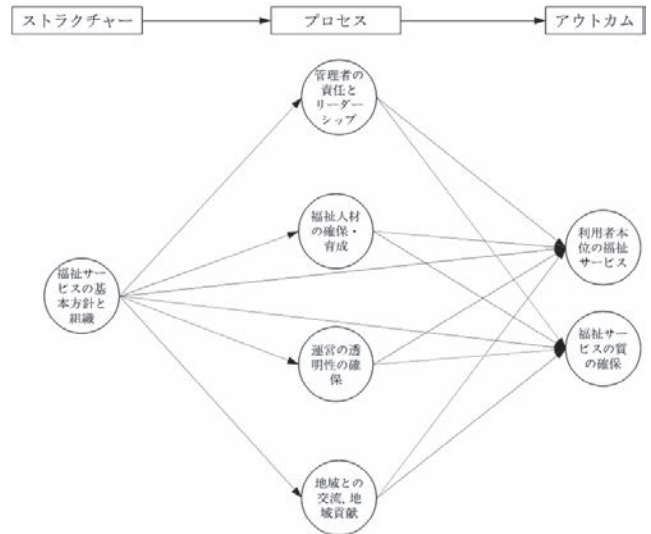 ストラクチャー
プロセス
アウトカム
管理者の
責任と
リーダー
シップ
福祉人材
の確保・
育成
利用者本
位の福祉
サービス
福祉サー
ビスの基
本方針と
組織
運営の透
明性の確
保
福祉サー
ビスの質
の確保
地域との
交流, 地
域貢献